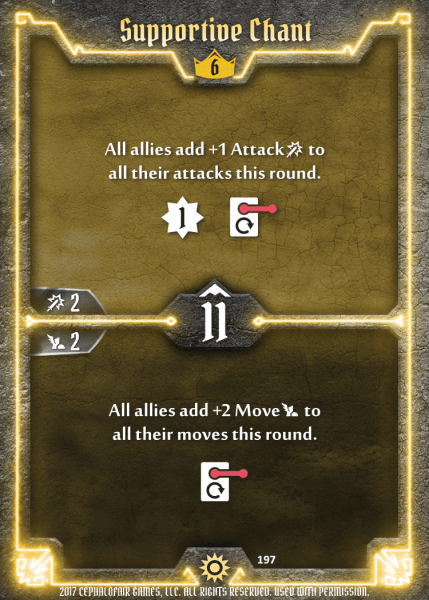 Supportive Chant
6
All allies add +1 Attack to
all their attacks this round.
1
2
11
2
All allies add +2 Move to
all their moves this round.
197
2017 CEPHALOFAIR GAMES, LLC. ALL RIGHTS RESERVED. USED WITH PERMISSION.